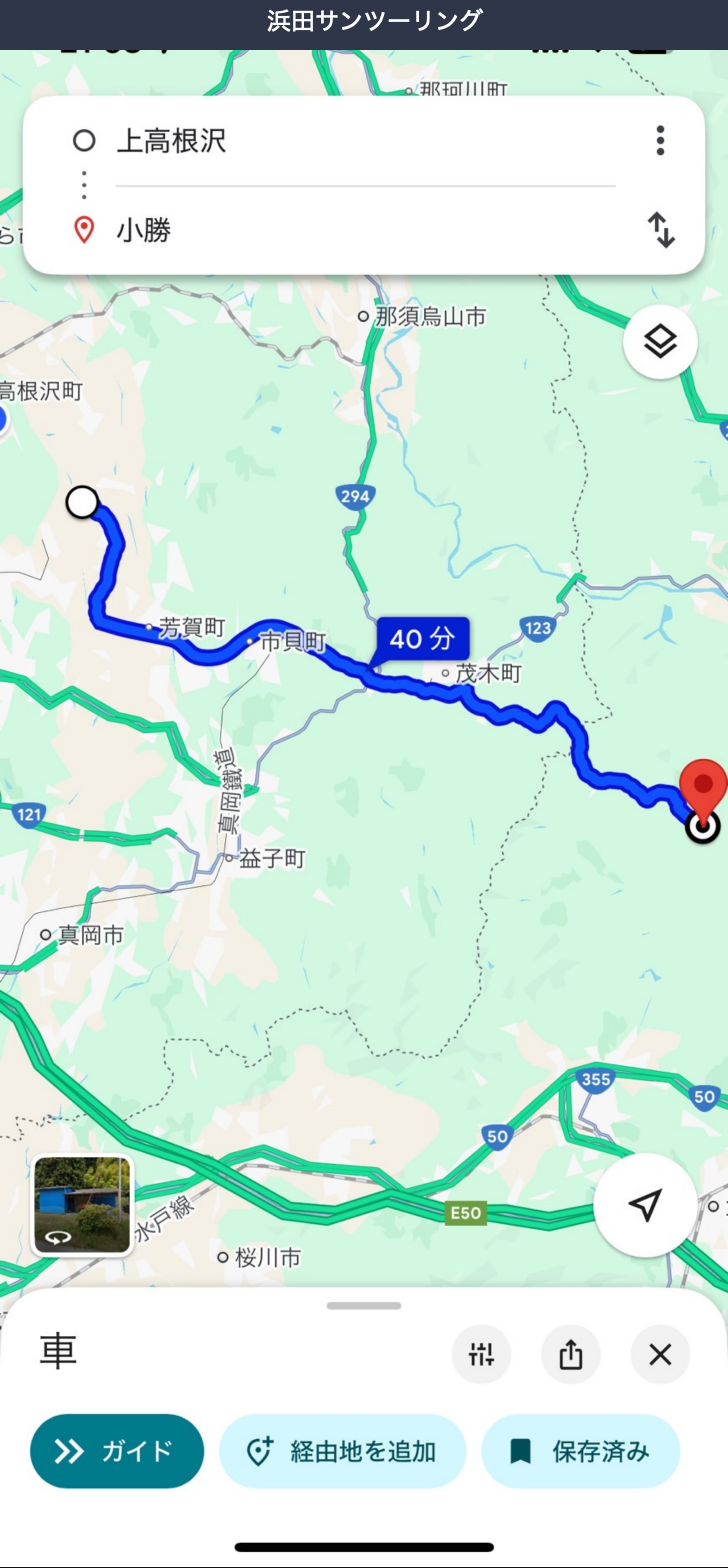 浜田サンツーリング
那珂川町
上高根沢
小勝
那須烏山市
高根沢町
294
芳賀町
市貝町
40 分
123
茂木町
真岡鐵道
121
益子町
真岡市
355
50
50
E50
水戸線
桜川市
車
ガイド
経由地を追加
保存済み